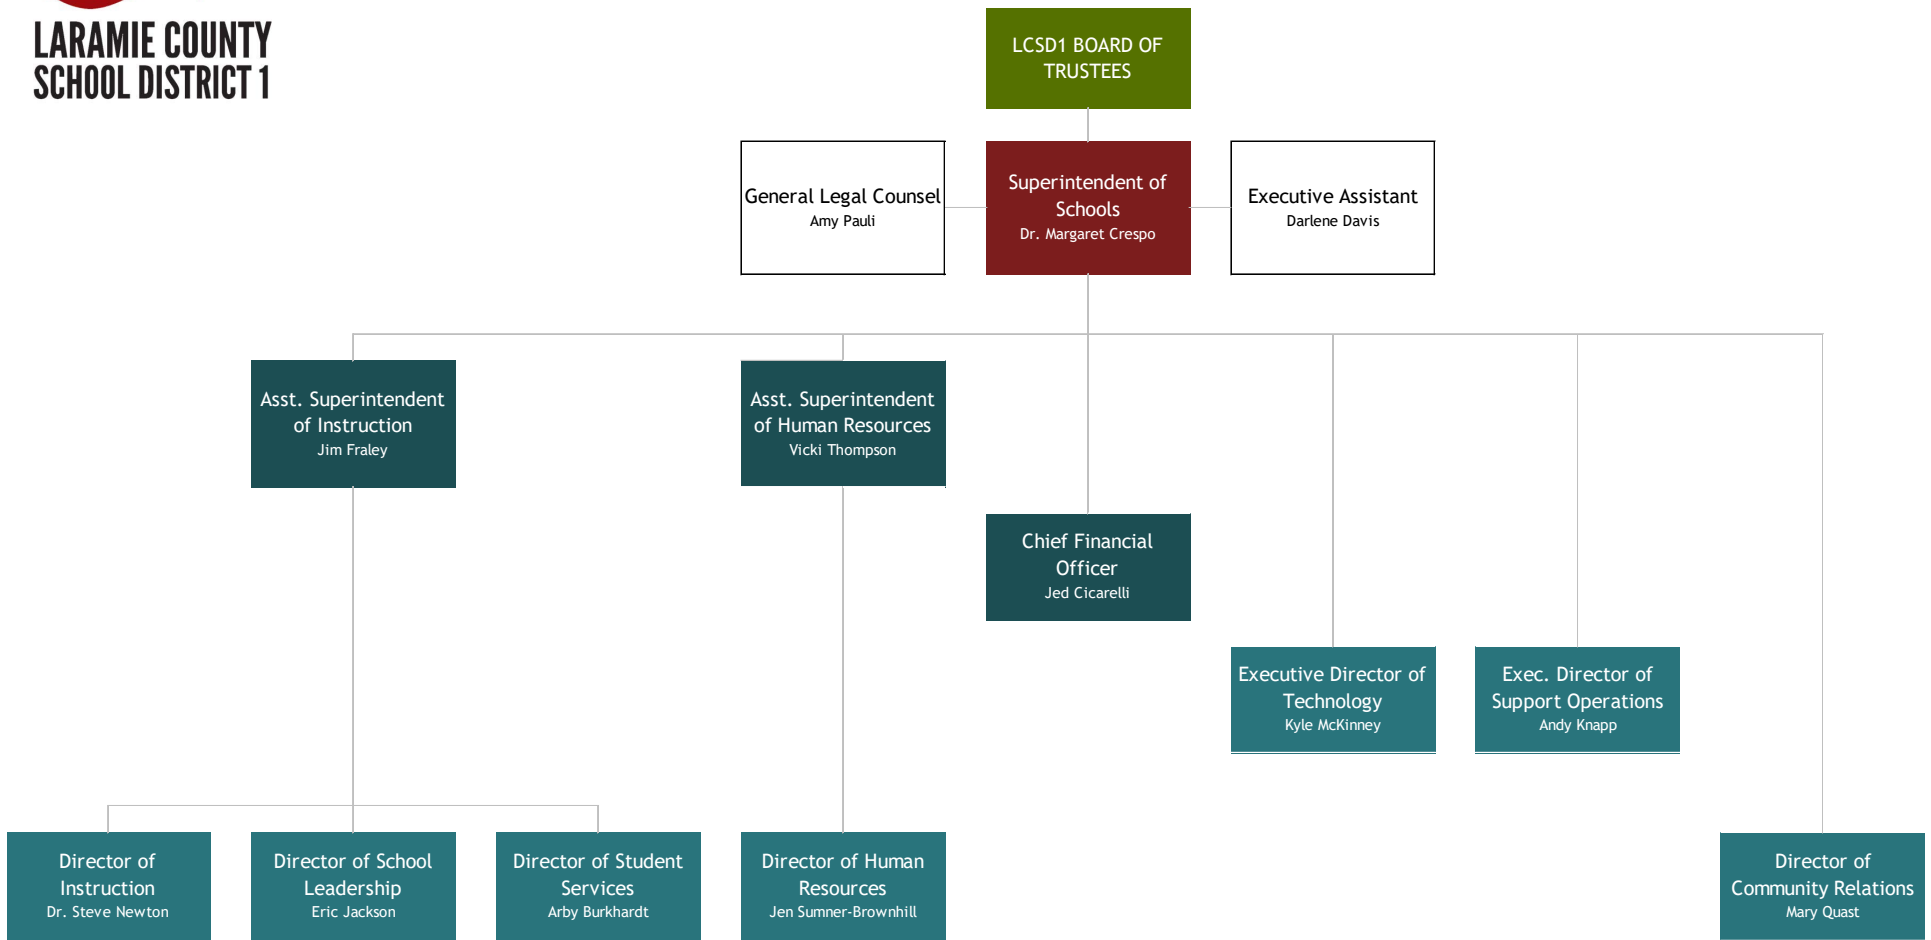 LARAMIE COUNTY
SCHOOL DISTRICT 1
LCSD1 BOARD OF
TRUSTEES
General Legal Counsel
Amy Pauli
Superintendent of
Schools
Dr. Margaret Crespo
Executive Assistant
Darlene Davis
Asst. Superintendent
of Instruction
Jim Fraley
Asst. Superintendent
of Human Resources
Vicki Thompson
Chief Financial
Officer
Jed Cicarelli
Executive Director of
Technology
Kyle McKinney
Exec. Director of
Support Operations
Andy Knapp
Director of
Instruction
Dr. Steve Newton
Director of School
Leadership
Eric Jackson
Director of Student
Services
Arby Burkhardt
Director of Human
Resources
Jen Sumner-Brownhill
Director of
Community Relations
Mary Quast